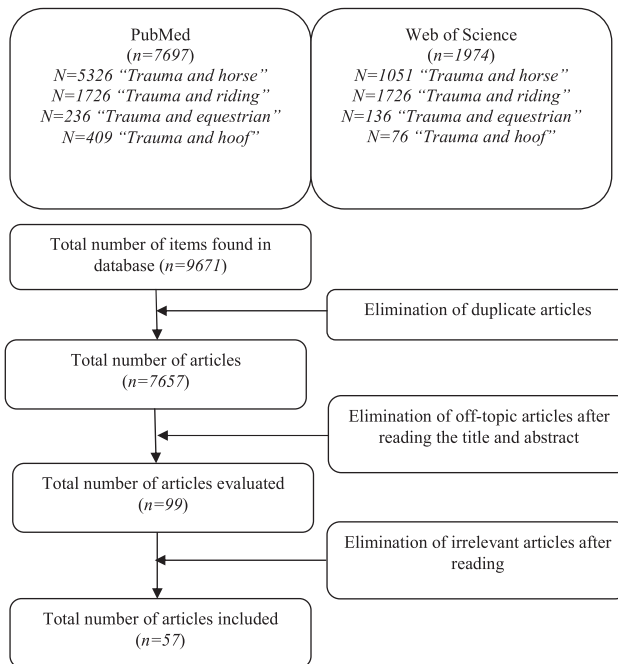 PubMed
(n=7697)
N=5326 “Trauma and horse”
N=1726 “Trauma and riding”
N=236 “Trauma and equestrian”
N=409 “Trauma and hoof”
Web of Science
(n=1974)
N=1051 “Trauma and horse”
N=1726 “Trauma and riding”
N=136 “Trauma and equestrian”
N=76 “Trauma and hoof”
Total number of items found in
database (n=9671)
Elimination of duplicate articles
Total number of articles
(n=7657)
Elimination of off-topic articles after
reading the title and abstract
Total number of articles evaluated
(n=99)
Elimination of irrelevant articles after
reading
Total number of articles included
(n=57)